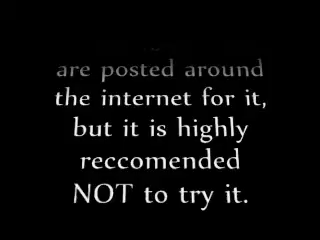 are posted around
the internet for it,
but it is highly
reccomended
NOT to try it.